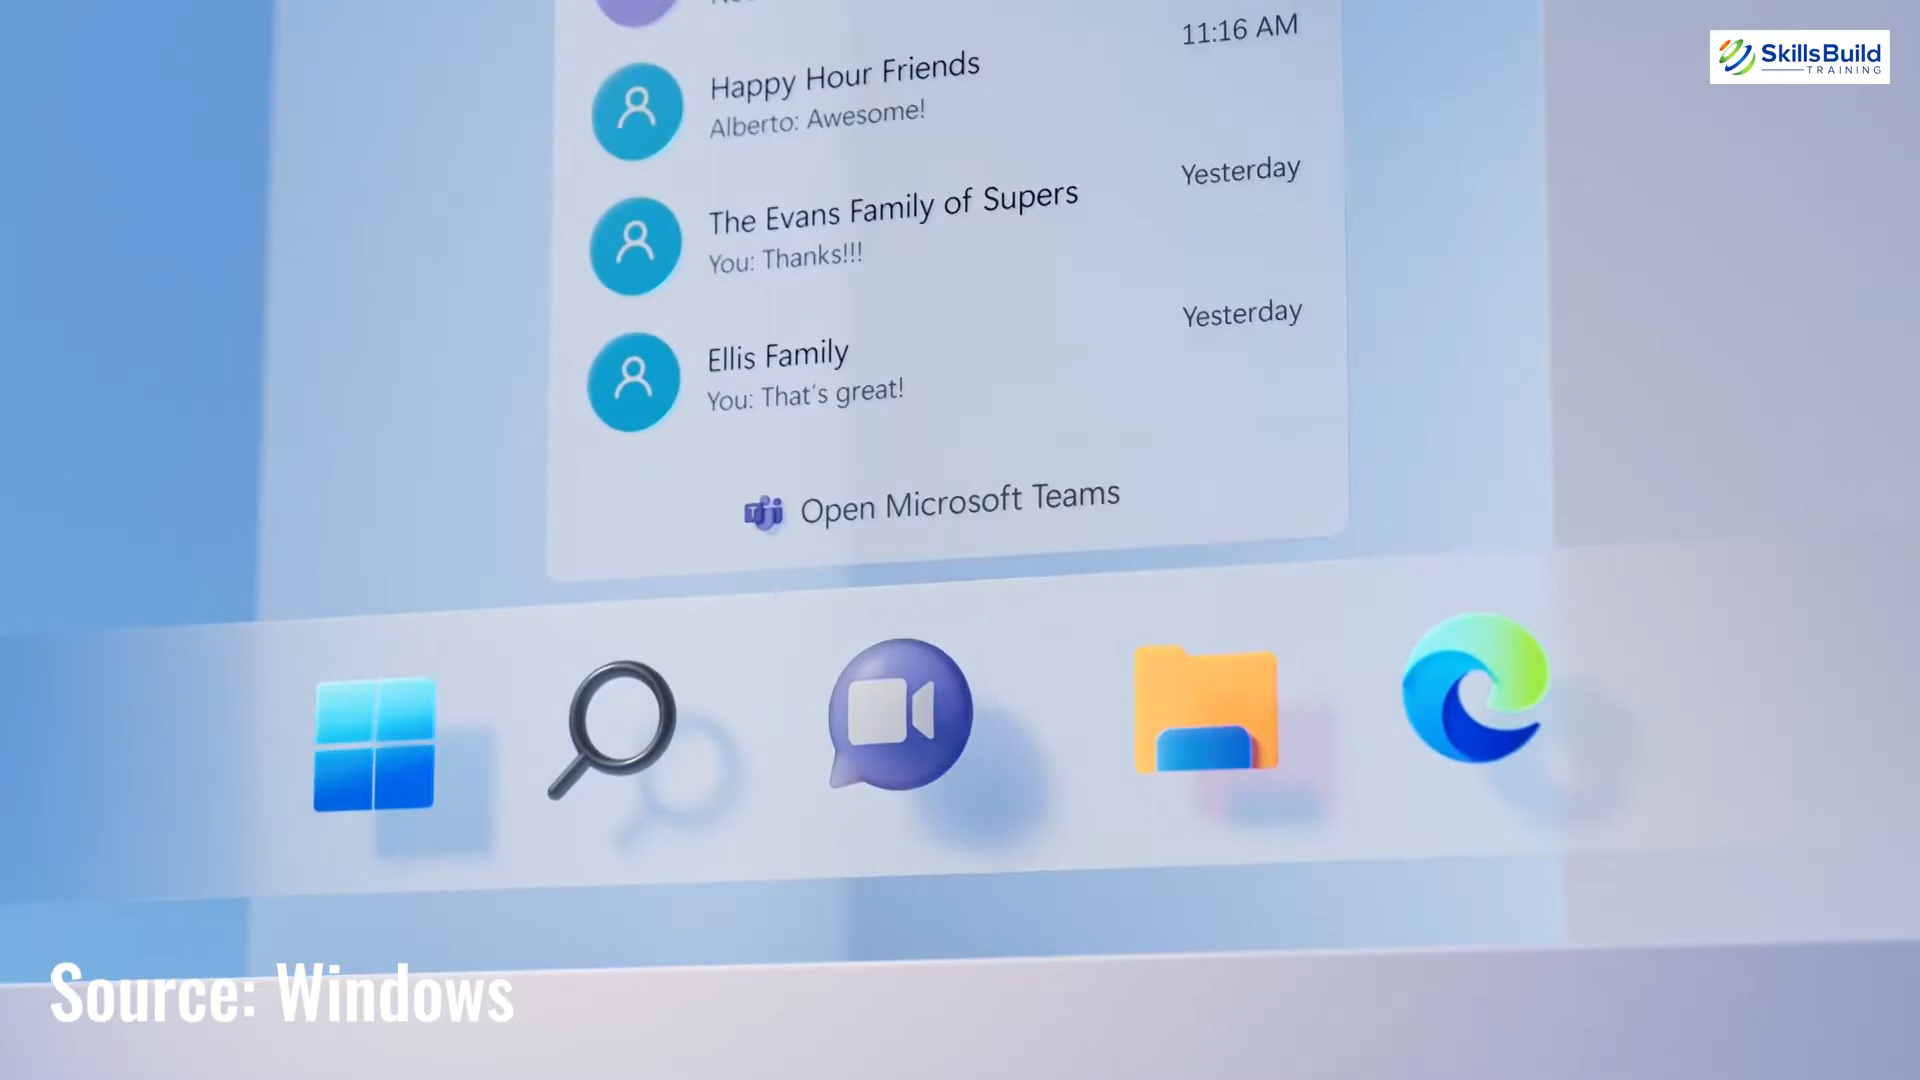 11:16 AM
SkillsBuild
TRAINING
Happy Hour Friends
Alberto: Awesome!
Yesterday
The Evans Family of Supers
You: Thanks!!!
Yesterday
Ellis Family
You: That's great!
Open Microsoft Teams
Source: Windows